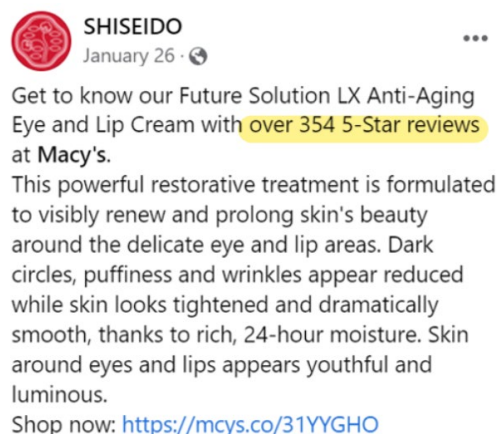 SHISEIDO
January 26 ·
Get to know our Future Solution LX Anti-Aging
Eye and Lip Cream with over 354 5-Star reviews
at Macy's.
This powerful restorative treatment is formulated
to visibly renew and prolong skin's beauty
around the delicate eye and lip areas. Dark
circles, puffiness and wrinkles appear reduced
while skin looks tightened and dramatically
smooth, thanks to rich, 24-hour moisture. Skin
around eyes and lips appears youthful and
luminous.
Shop now: https://mcys.co/31YYGHO